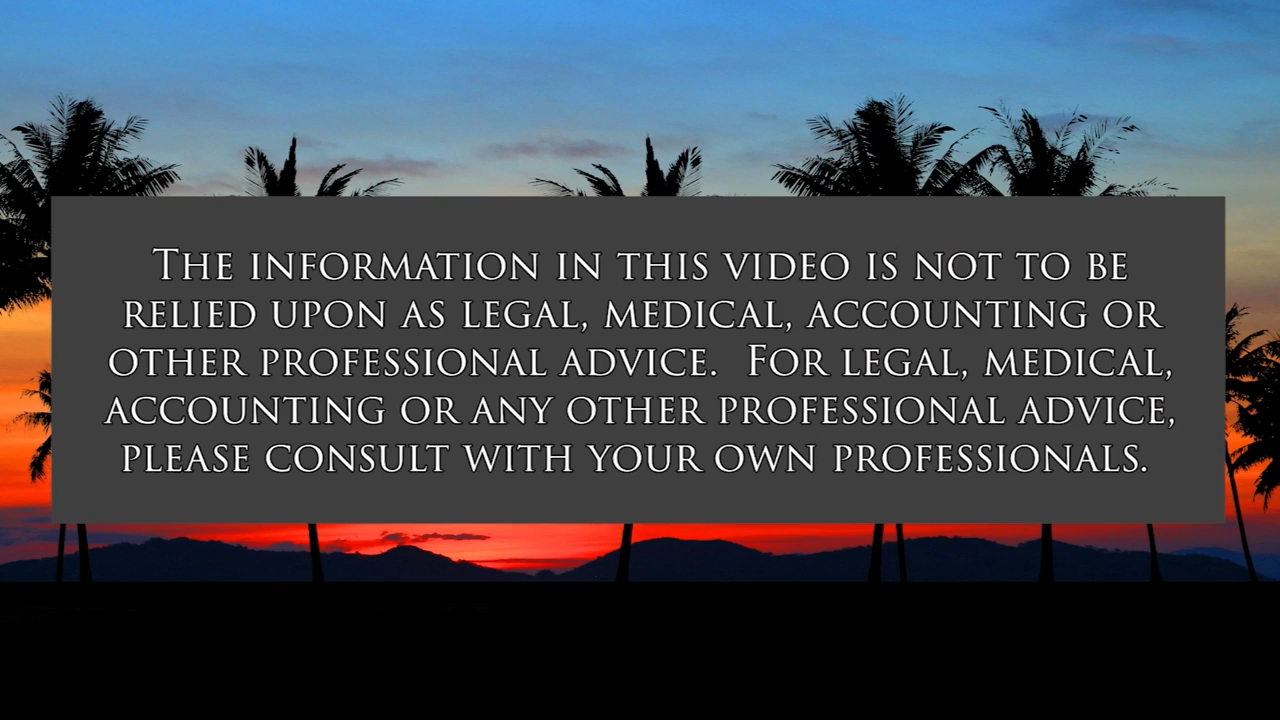 The information in this video is not to be
relied upon as legal, medical, accounting or
other professional advice.  For legal, medical,
accounting or any other professional advice,
please consult with your own professionals.